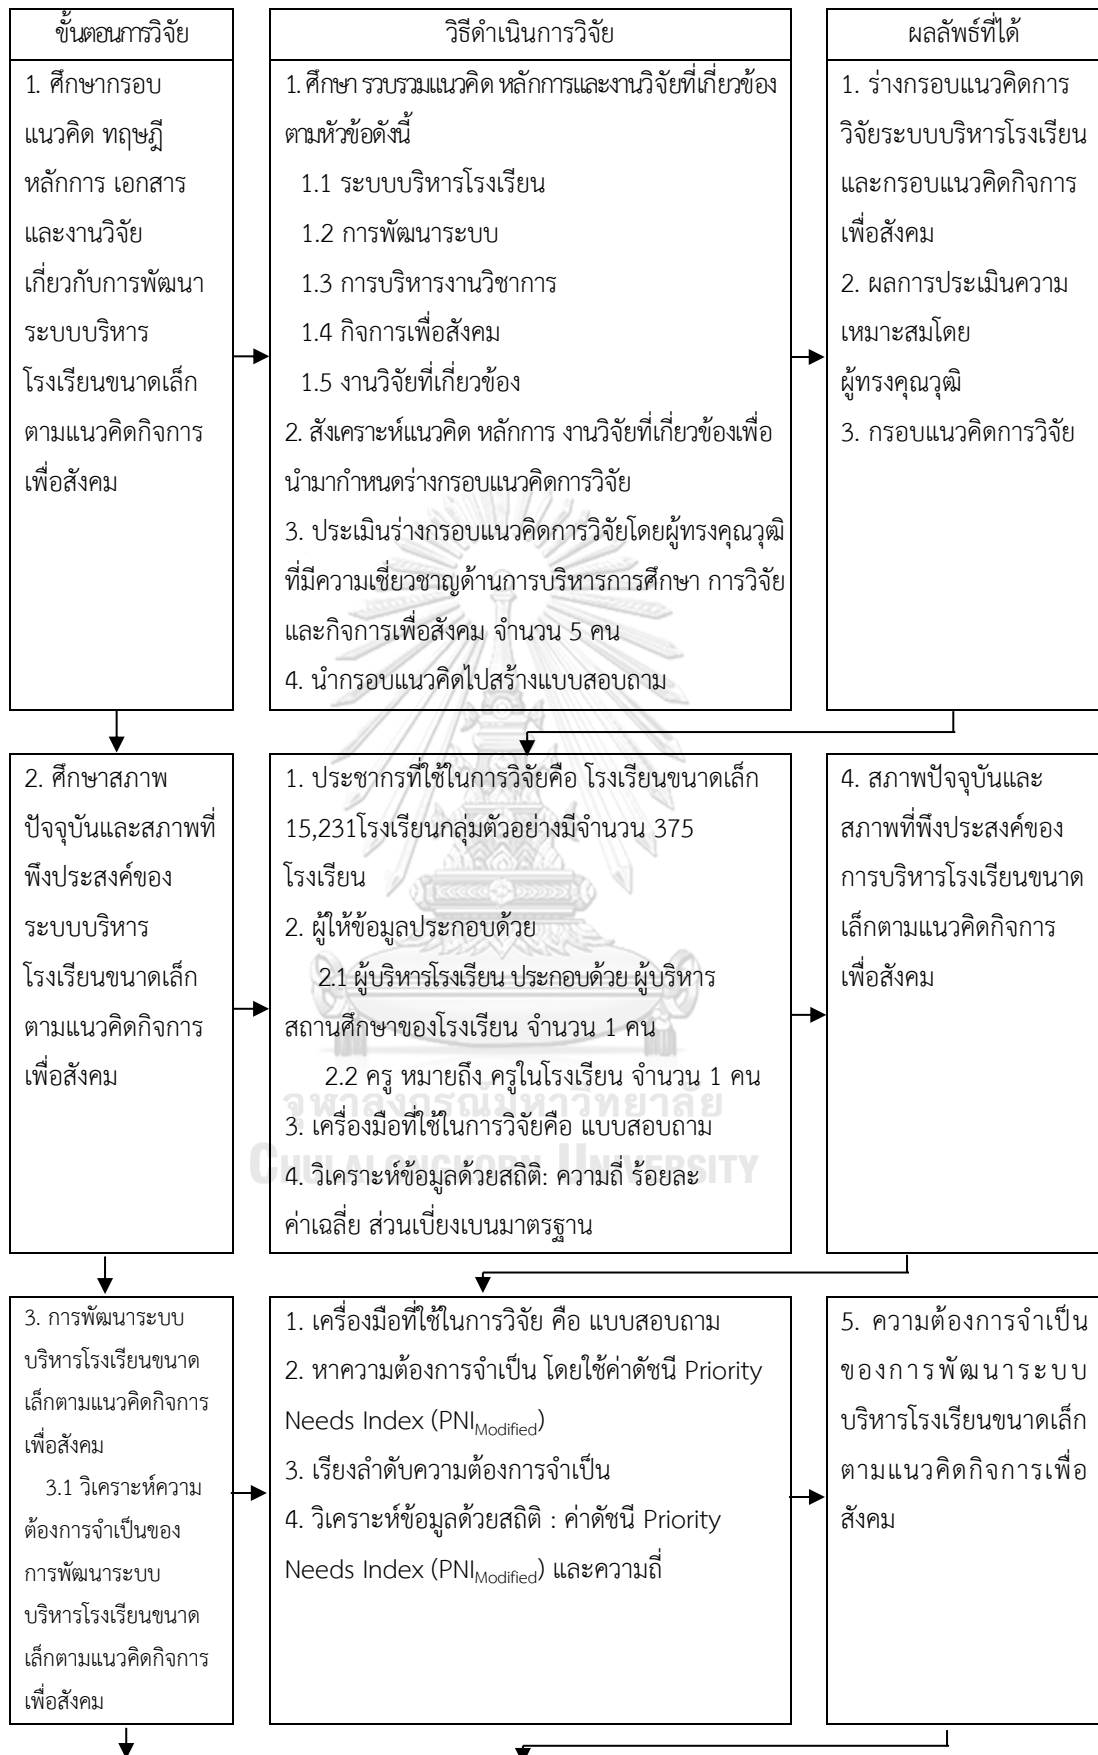 ขั้นตอนการวิจัย
วิธีดำเนินการวิจัย
ผลลัพธ์ที่ได้
1. ศึกษากรอบ
แนวคิด ทฤษฎี
หลักการ เอกสาร
และงานวิจัย
เกี่ยวกับการพัฒนา
ระบบบริหาร
โรงเรียนขนาดเล็ก
ตามแนวคิดกิจการ
เพื่อสังคม
1. ศึกษา รวบรวมแนวคิด หลักการและงานวิจัยที่เกี่ยวข้อง
ตามหัวข้อดังนี้
1.1 ระบบบริหารโรงเรียน
1.2 การพัฒนาระบบ
1.3 การบริหารงานวิชาการ
1.4 กิจการเพื่อสังคม
1.5 งานวิจัยที่เกี่ยวข้อง
2. สังเคราะห์แนวคิด หลักการ งานวิจัยที่เกี่ยวข้องเพื่อ
นำมากำหนดร่างกรอบแนวคิดการวิจัย
3. ประเมินร่างกรอบแนวคิดการวิจัยโดยผู้ทรงคุณวุฒิ
ที่มีความเชี่ยวชาญด้านการบริหารการศึกษา การวิจัย
และกิจการเพื่อสังคม จำนวน 5 คน
4. นำกรอบแนวคิดไปสร้างแบบสอบถาม
1. ร่างกรอบแนวคิดการ
วิจัยระบบบริหารโรงเรียน
และกรอบแนวคิดกิจการ
เพื่อสังคม
2. ผลการประเมินความ
เหมาะสมโดย
ผู้ทรงคุณวุฒิ
3. กรอบแนวคิดการวิจัย
2. ศึกษาสภาพ
ปัจจุบันและสภาพที่
พึงประสงค์ของ
ระบบบริหาร
โรงเรียนขนาดเล็ก
ตามแนวคิดกิจการ
เพื่อสังคม
1. ประชากรที่ใช้ในการวิจัยคือ โรงเรียนขนาดเล็ก
15,231โรงเรียนกลุ่มตัวอย่างมีจำนวน 375
โรงเรียน
2. ผู้ให้ข้อมูลประกอบด้วย
2.1 ผู้บริหารโรงเรียน ประกอบด้วย ผู้บริหาร
สถานศึกษาของโรงเรียน จำนวน 1 คน
2.2 ครู หมายถึง ครูในโรงเรียน จำนวน 1 คน
3. เครื่องมือที่ใช้ในการวิจัยคือ แบบสอบถาม
4. วิเคราะห์ข้อมูลด้วยสถิติ: ความถี่ ร้อยละ
ค่าเฉลี่ย ส่วนเบี่ยงเบนมาตรฐาน
จุฬาลงกรณ์มหาวิทยาลัย
CHULALONGKORN UNIVERSITY
4. สภาพปัจจุบันและ
สภาพที่พึงประสงค์ของ
การบริหารโรงเรียนขนาด
เล็กตามแนวคิดกิจการ
เพื่อสังคม
3. การพัฒนาระบบ
บริหารโรงเรียนขนาด
เล็กตามแนวคิดกิจการ
เพื่อสังคม
3.1 วิเคราะห์ความ
ต้องการจำเป็นของ
การพัฒนาระบบ
บริหารโรงเรียนขนาด
เล็กตามแนวคิดกิจการ
เพื่อสังคม
1. เครื่องมือที่ใช้ในการวิจัย คือ แบบสอบถาม
2. หาความต้องการจำเป็น โดยใช้ค่าดัชนี Priority
Needs Index (PNIModified)
3. เรียงลำดับความต้องการจำเป็น
4. วิเคราะห์ข้อมูลด้วยสถิติ : ค่าดัชนี Priority
Needs Index (PNIModified) และความถี่
5. ความต้องการจำเป็น
ของการพัฒนาระบบ
บริหารโรงเรียนขนาดเล็ก
ตามแนวคิดกิจการเพื่อ
สังคม